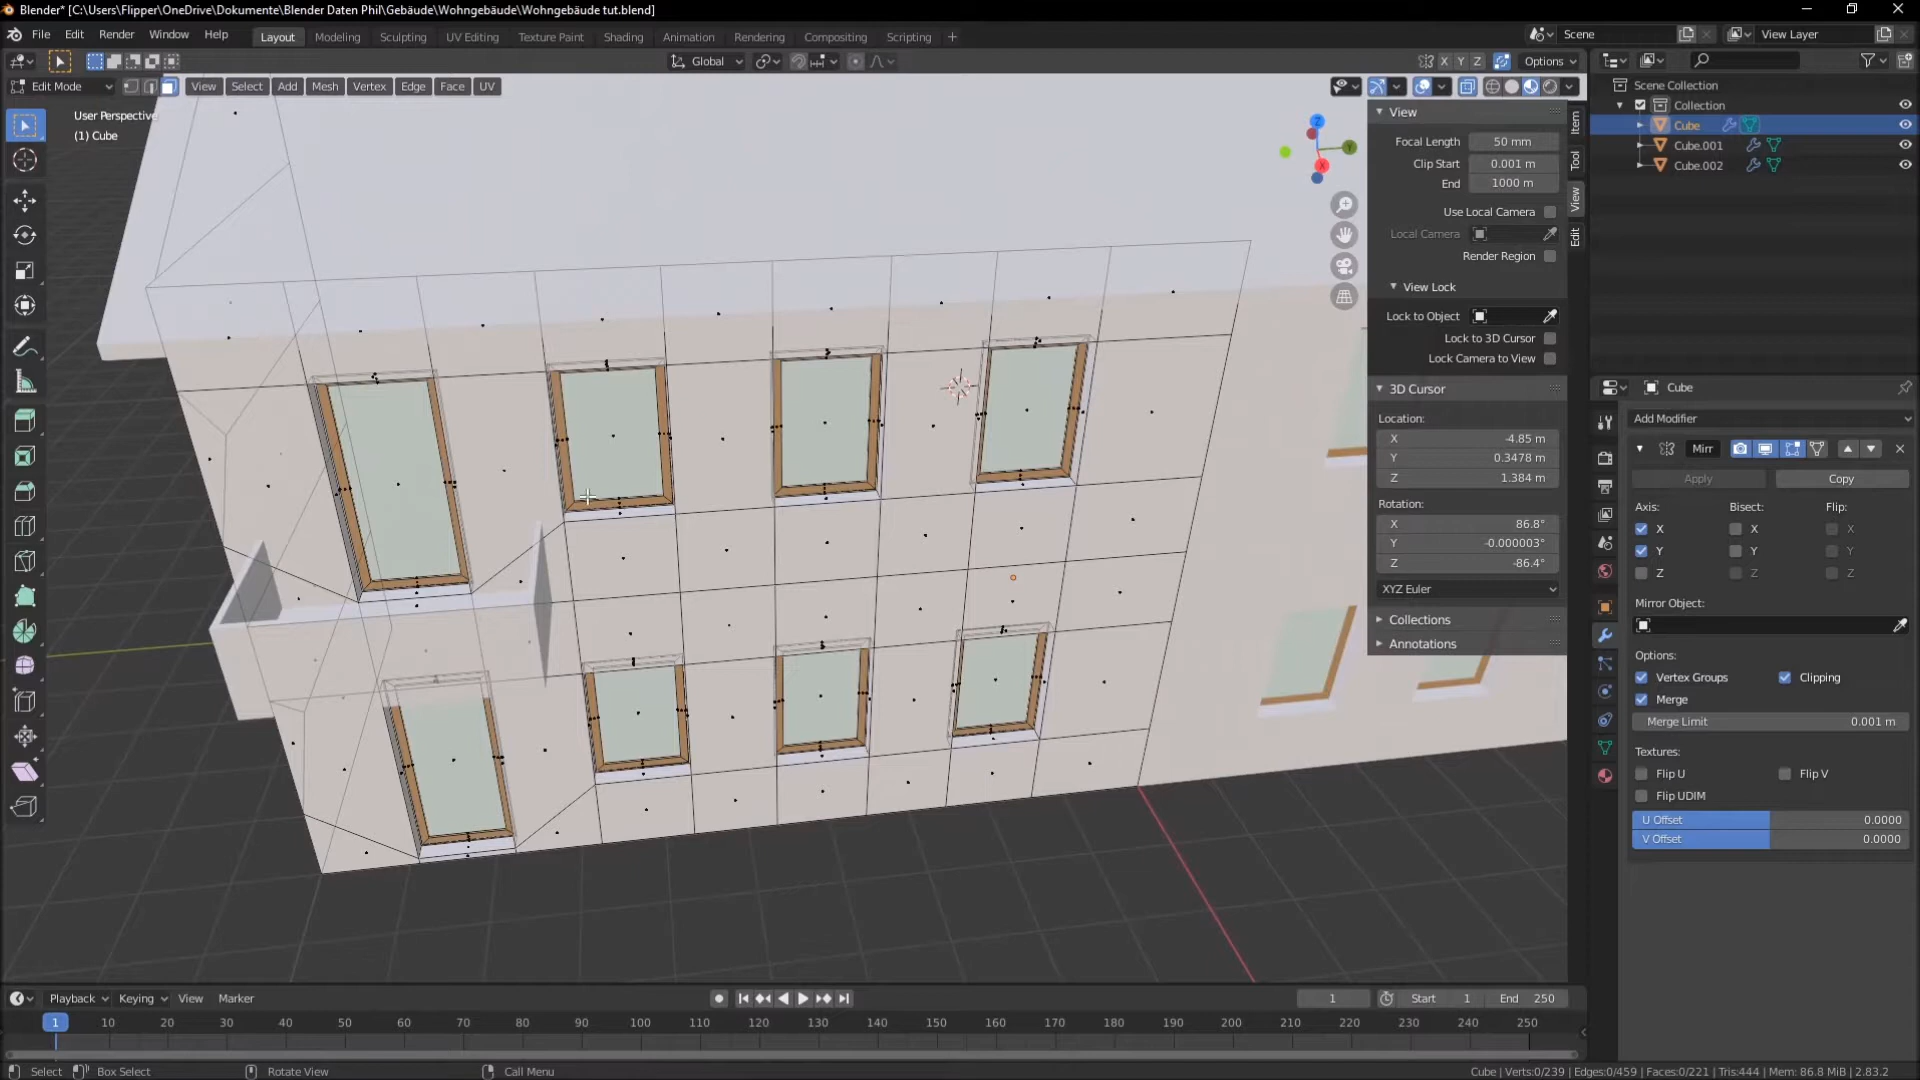 Blender* [C:\Users\Flipper\OneDrive\Dokumente\Blender Daten Phil\Gebäude\Wohngebäude\Wohngebäude tut.blend]
File Edit Render Window Help Layout Modeling Sculpting UV Editing Texture Paint Shading Animation Rendering Compositing Scripting + Scene View Layer
Global X Y Z Options
Edit Mode View Select Add Mesh Vertex Edge Face UV
User Perspective
(1) Cube
View
Focal Length 50 mm
Clip Start 0.001 m
End 1000 m
Use Local Camera
Local Camera
Render Region
View Lock
Lock to Object
Lock to 3D Cursor
Lock Camera to View
3D Cursor
Location:
X -4.85 m
Y 0.3478 m
Z 1.384 m
Rotation:
X 86.8°
Y -0.000003°
Z -86.4°
XYZ Euler
Collections
Annotations
Item
Tool
View
Edit
Z
Y
X
Scene Collection
Collection
Cube
Cube.001
Cube.002
Cube
Add Modifier
Mirr
Apply Copy
Axis: Bisect: Flip:
X X X
Y Y Y
Z Z Z
Mirror Object:
Options:
Vertex Groups Clipping
Merge
Merge Limit 0.001 m
Textures:
Flip U Flip V
Flip UDIM
U Offset 0.0000
V Offset 0.0000
Playback Keying View Marker 1 Start 1 End 250
1 10 20 30 40 50 60 70 80 90 100 110 120 130 140 150 160 170 180 190 200 210 220 230 240 250
Select Box Select Rotate View Call Menu Cube | Verts:0/239 | Edges:0/459 | Faces:0/221 | Tris:444 | Mem: 86.8 MiB | 2.83.2